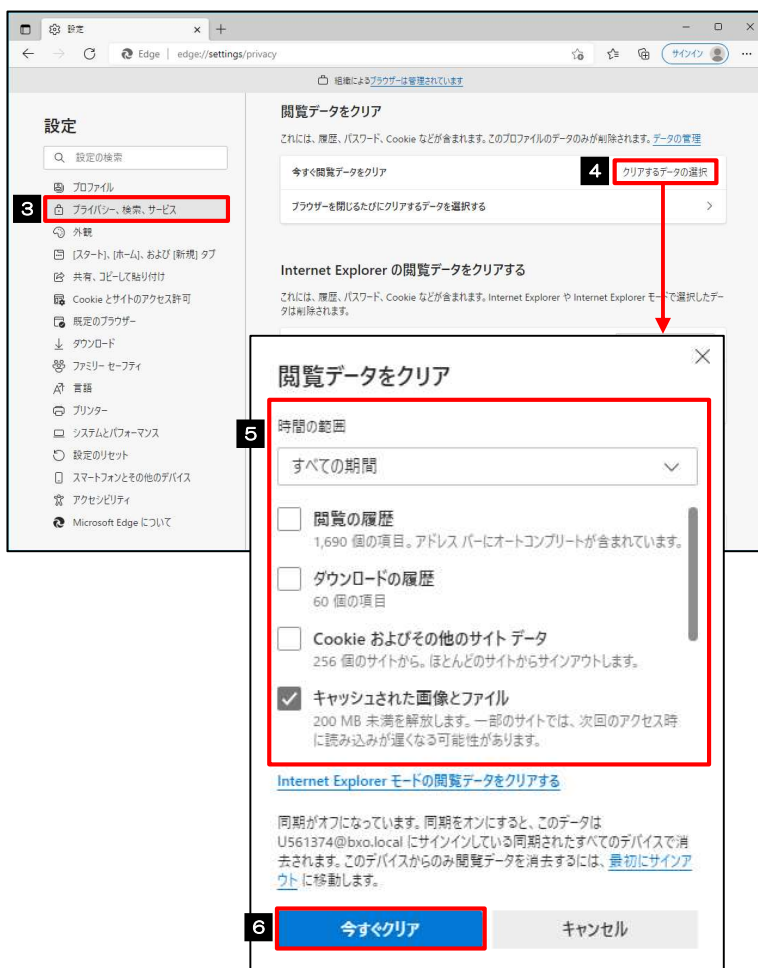 設定
Edge | edge://settings/privacy
サインイン
組織によるブラウザーは管理されています
設定
設定の検索
プロファイル
3
プライバシー、検索、サービス
外観
[スタート]、[ホーム]、および [新規] タブ
共有、コピーして貼り付け
Cookie とサイトのアクセス許可
既定のブラウザー
ダウンロード
ファミリー セーフティ
言語
プリンター
システムとパフォーマンス
設定のリセット
スマートフォンとその他のデバイス
アクセシビリティ
Microsoft Edge について
閲覧データをクリア
これには、履歴、パスワード、Cookie などが含まれます。このプロファイルのデータのみが削除されます。データの管理
今すぐ閲覧データをクリア
4
クリアするデータの選択
ブラウザーを閉じるたびにクリアするデータを選択する
Internet Explorer の閲覧データをクリアする
これには、履歴、パスワード、Cookie などが含まれます。Internet Explorer や Internet Explorer モードで選択したデー
タは削除されます。
閲覧データをクリア
5
時間の範囲
すべての期間
閲覧の履歴
1,690 個の項目。アドレス バーにオートコンプリートが含まれています。
ダウンロードの履歴
60 個の項目
Cookie およびその他のサイト データ
256 個のサイトから。ほとんどのサイトからサインアウトします。
キャッシュされた画像とファイル
200 MB 未満を解放します。一部のサイトでは、次回のアクセス時
に読み込みが遅くなる可能性があります。
Internet Explorer モードの閲覧データをクリアする
同期がオフになっています。同期をオンにすると、このデータは
U561374@bxo.local にサインインしている同期されたすべてのデバイスで消
去されます。このデバイスからのみ閲覧データを消去するには、最初にサインア
ウト に移動します。
6
今すぐクリア
キャンセル